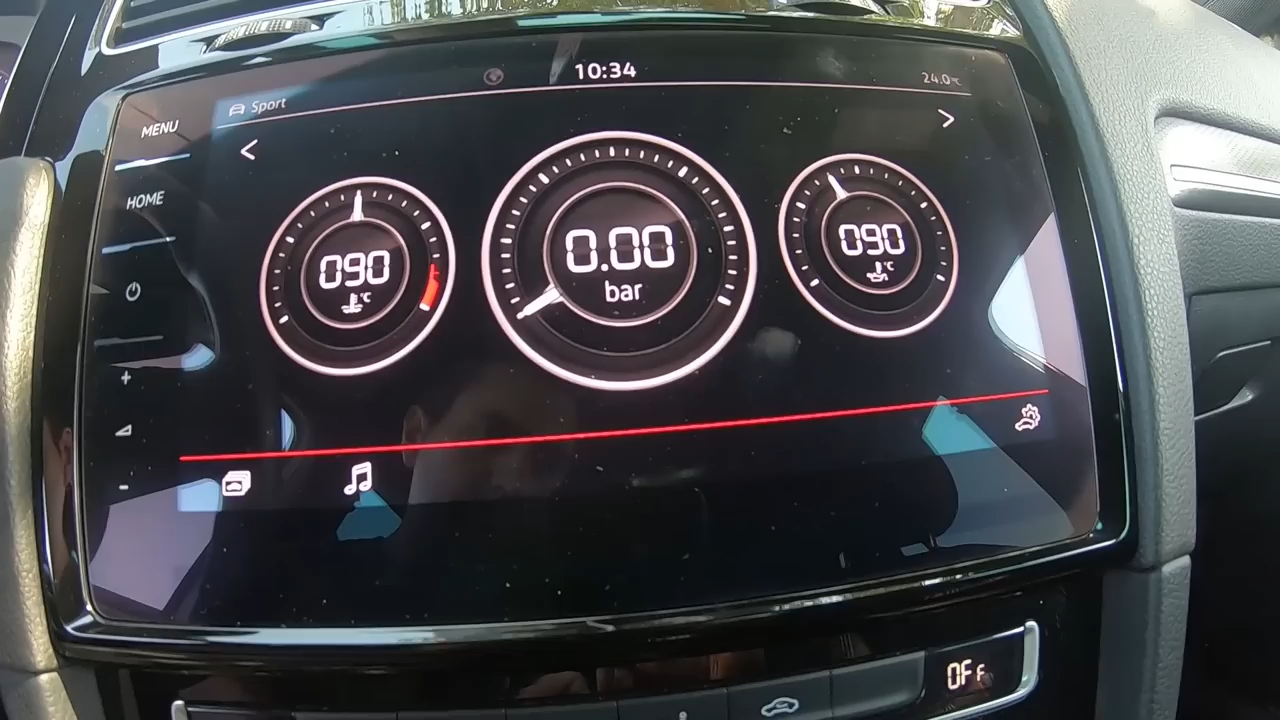 10:34
24.0°C
Sport
MENU
HOME
090
°C
0.00
bar
090
°C
+
-
OFF